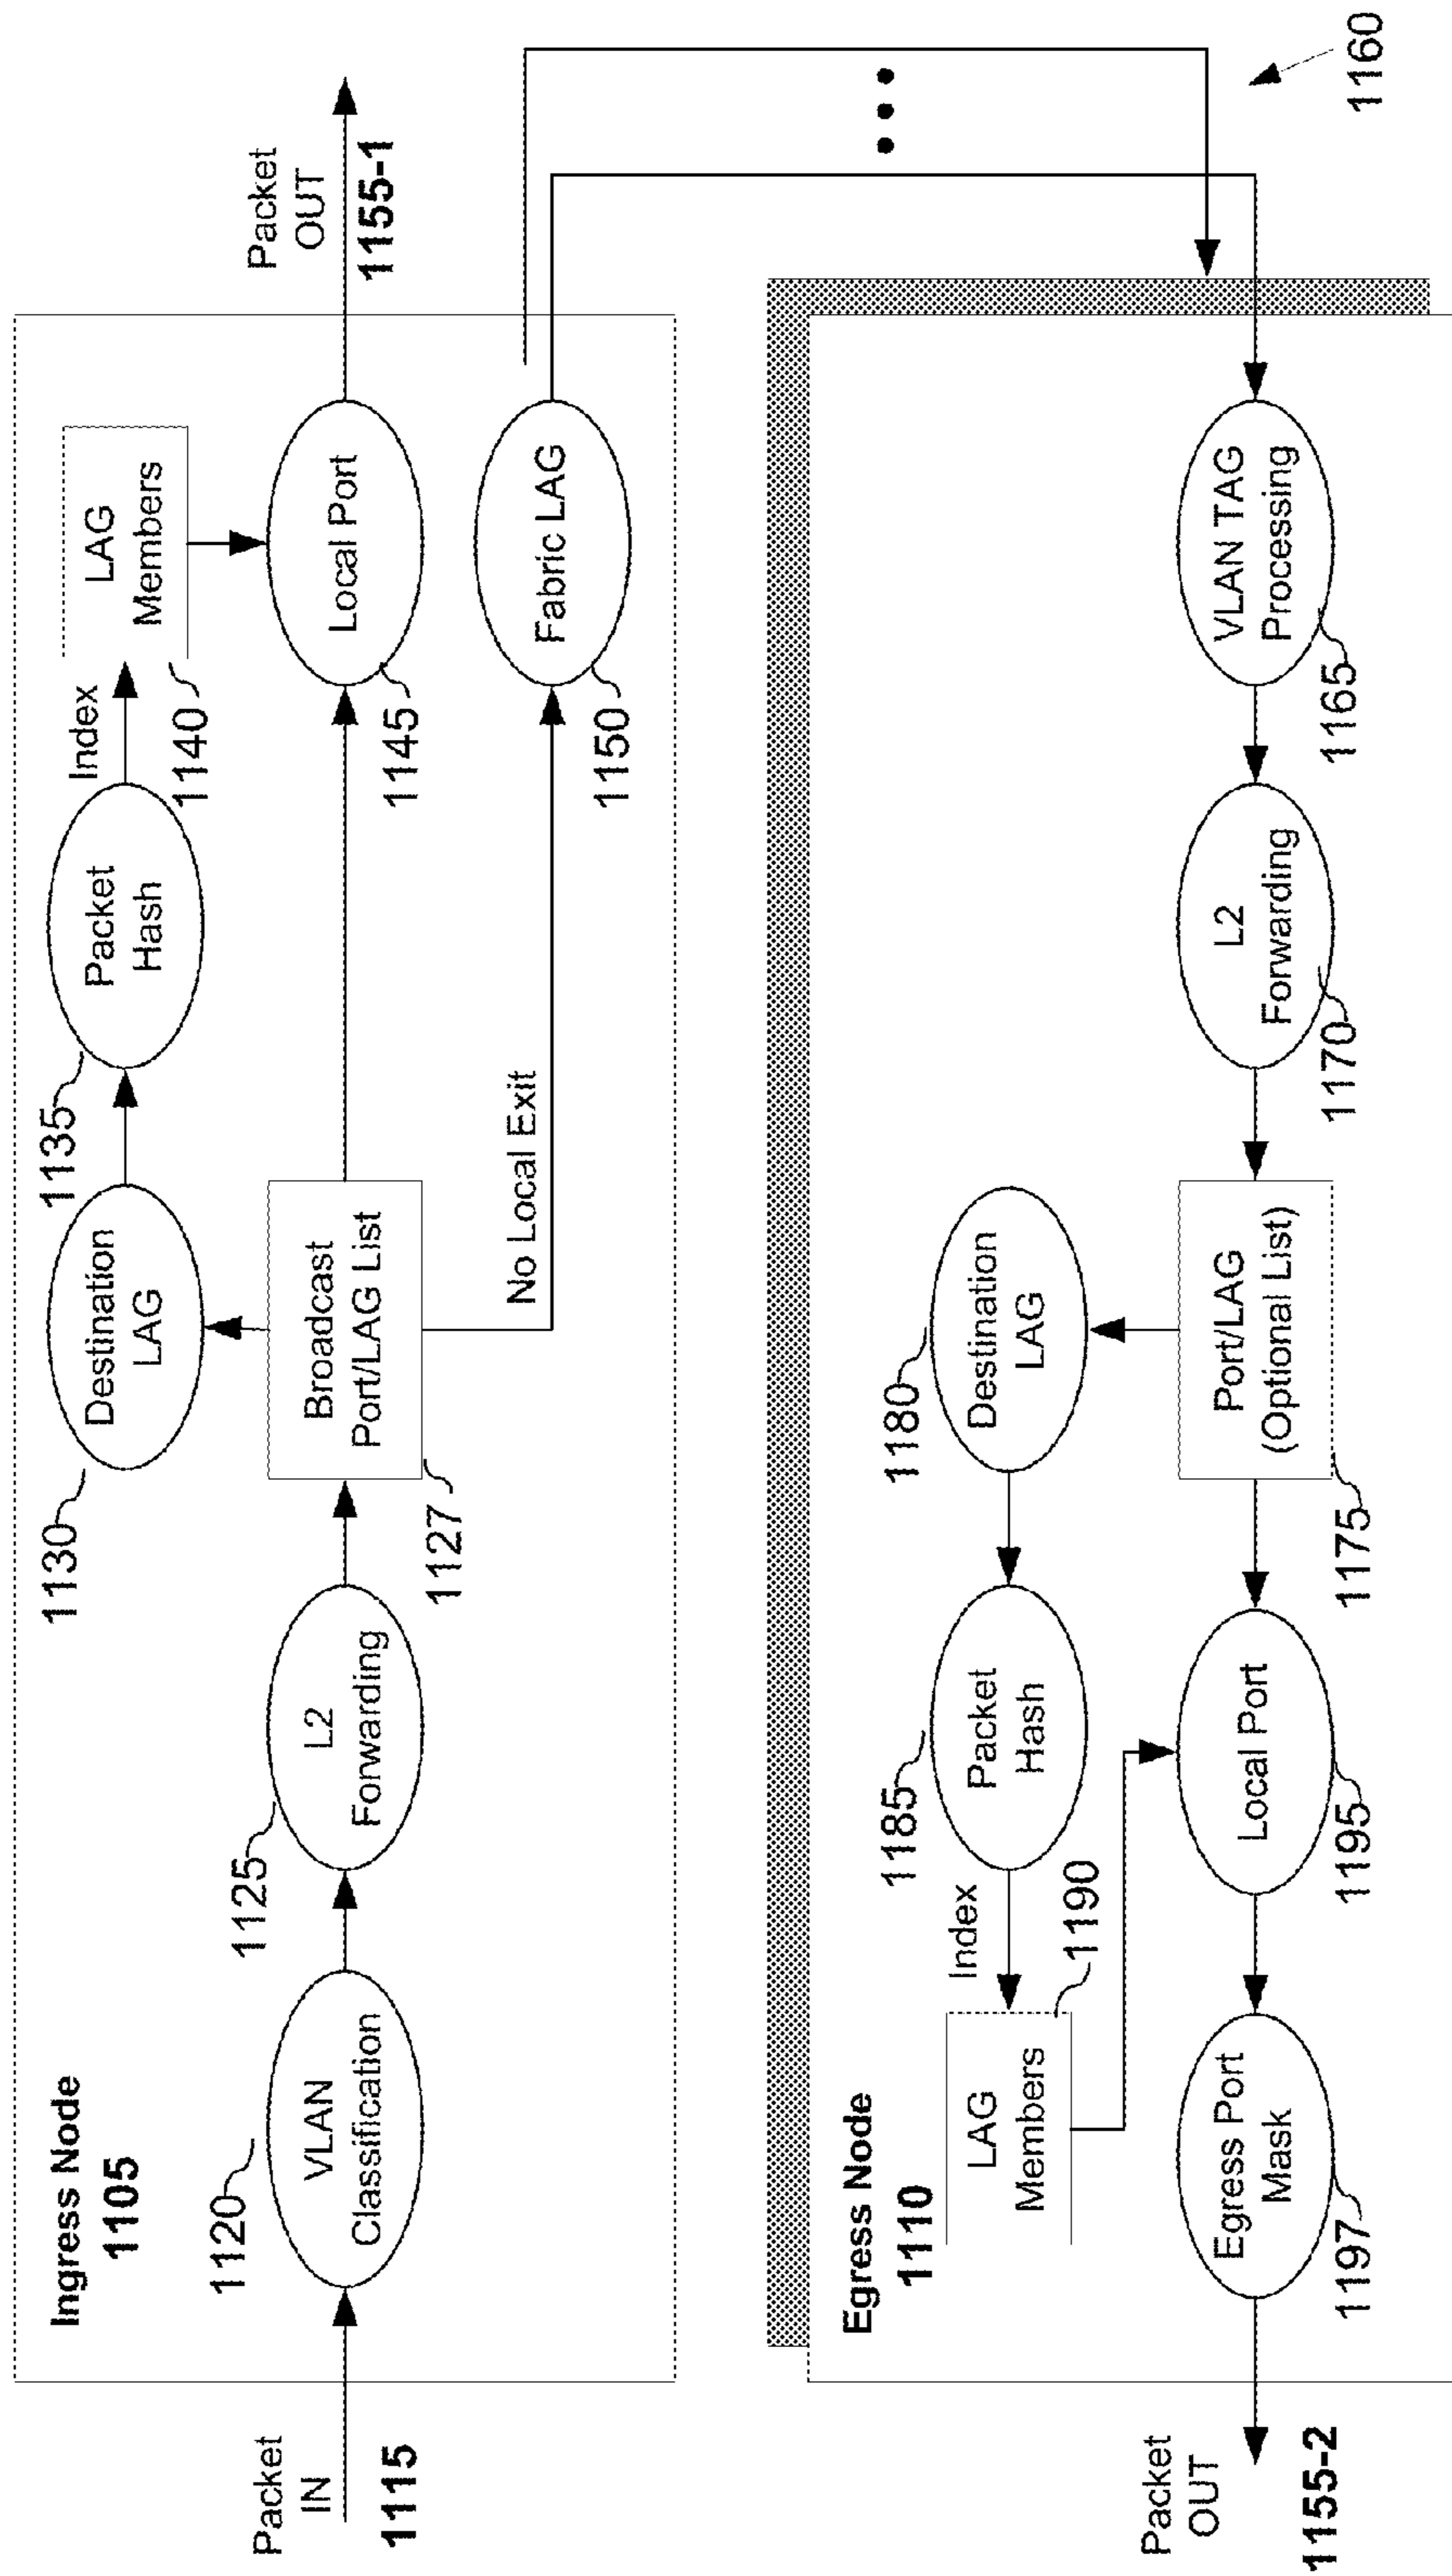 Ingress Node
1105
Packet
IN
1115
1120
VLAN
Classification
1125
L2
Forwarding
1127
Broadcast
Port/LAG List
1130
Destination
LAG
1135
Packet
Hash
Index
1140
LAG
Members
1145
Local Port
No Local Exit
1150
Fabric LAG
Packet
OUT
1155-1
1160
Egress Node
1110
VLAN TAG
Processing
1165
L2
Forwarding
1170
Port/LAG
(Optional List)
1175
1180
Destination
LAG
1185
Packet
Hash
Index
1190
LAG
Members
Local Port
1195
Egress Port
Mask
1197
Packet
OUT
1155-2